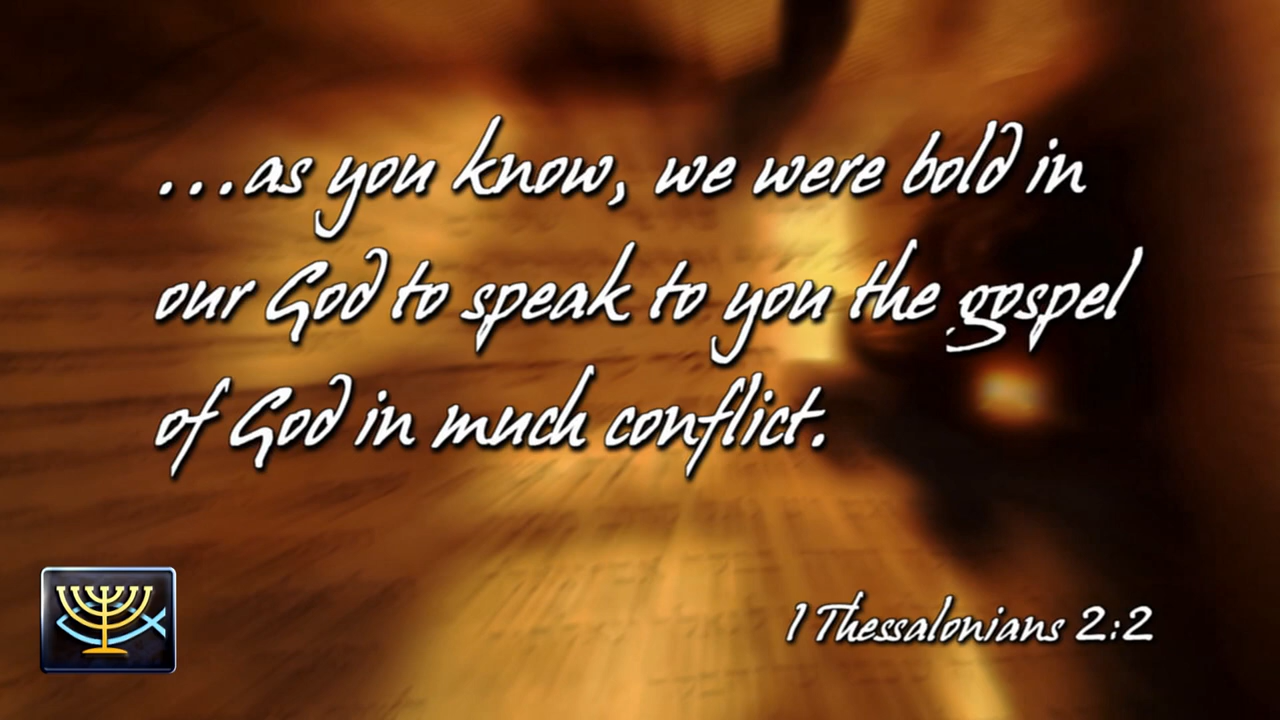 ...as you know, we were bold in
our God to speak to you the gospel
of God in much conflict.
1 Thessalonians 2:2